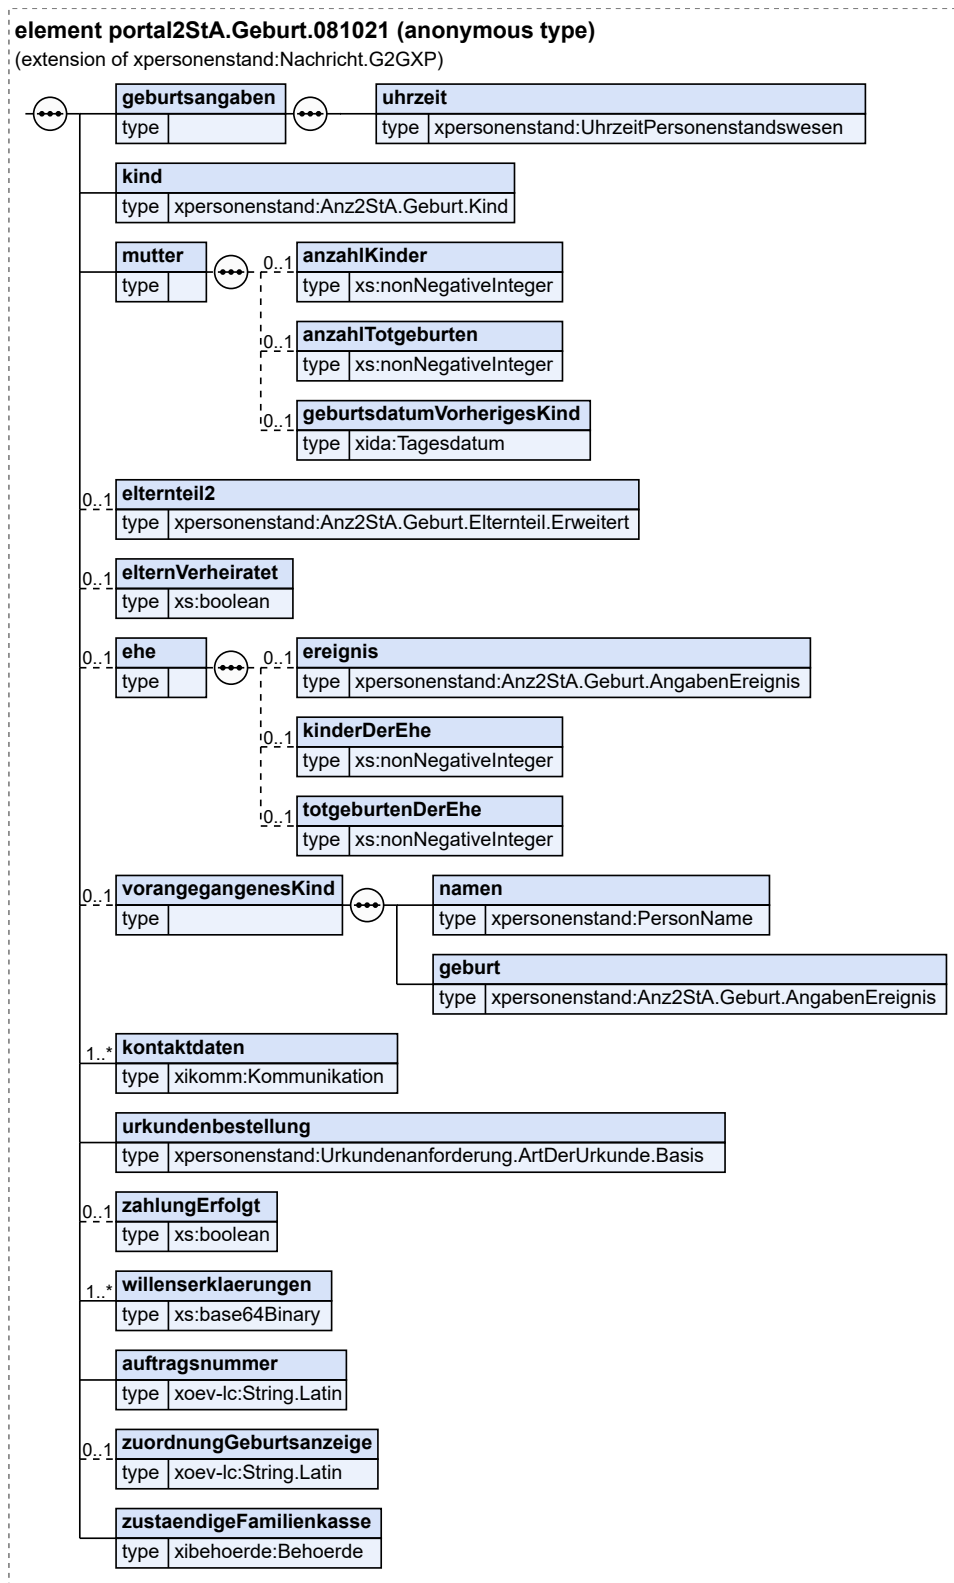 element portal2StA.Geburt.081021 (anonymous type)
(extension of xpersonenstand:Nachricht.G2GXP)
geburtsangaben
type
uhrzeit
type xpersonenstand:UhrzeitPersonenstandswesen
kind
type xpersonenstand:Anz2StA.Geburt.Kind
mutter
type
0..1 anzahlKinder
type xs:nonNegativeInteger
0..1 anzahlTotgeburten
type xs:nonNegativeInteger
0..1 geburtsdatumVorherigesKind
type xida:Tagesdatum
0..1 elternteil2
type xpersonenstand:Anz2StA.Geburt.Elternteil.Erweitert
0..1 elternVerheiratet
type xs:boolean
0..1 ehe
type
0..1 ereignis
type xpersonenstand:Anz2StA.Geburt.AngabenEreignis
0..1 kinderDerEhe
type xs:nonNegativeInteger
0..1 totgeburtenDerEhe
type xs:nonNegativeInteger
0..1 vorangegangenesKind
type
namen
type xpersonenstand:PersonName
geburt
type xpersonenstand:Anz2StA.Geburt.AngabenEreignis
1..* kontaktdaten
type xikomm:Kommunikation
urkundenbestellung
type xpersonenstand:Urkundenanforderung.ArtDerUrkunde.Basis
0..1 zahlungErfolgt
type xs:boolean
1..* willenserklaerungen
type xs:base64Binary
auftragsnummer
type xoev-lc:String.Latin
0..1 zuordnungGeburtsanzeige
type xoev-lc:String.Latin
zustaendigeFamilienkasse
type xibehoerde:Behoerde